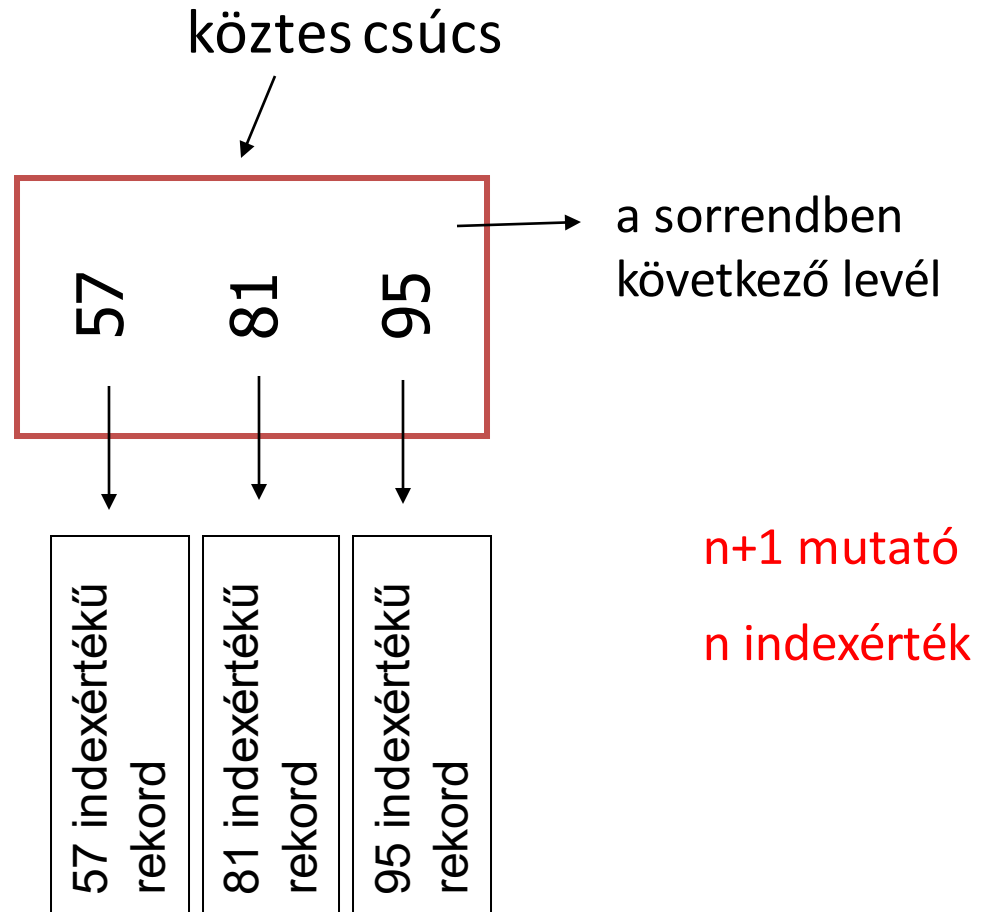 köztes csúcs
a sorrendben
következő levél
57
81
95
n+1 mutató
n indexérték
57 indexértékű
rekord
81 indexértékű
rekord
95 indexértékű
rekord